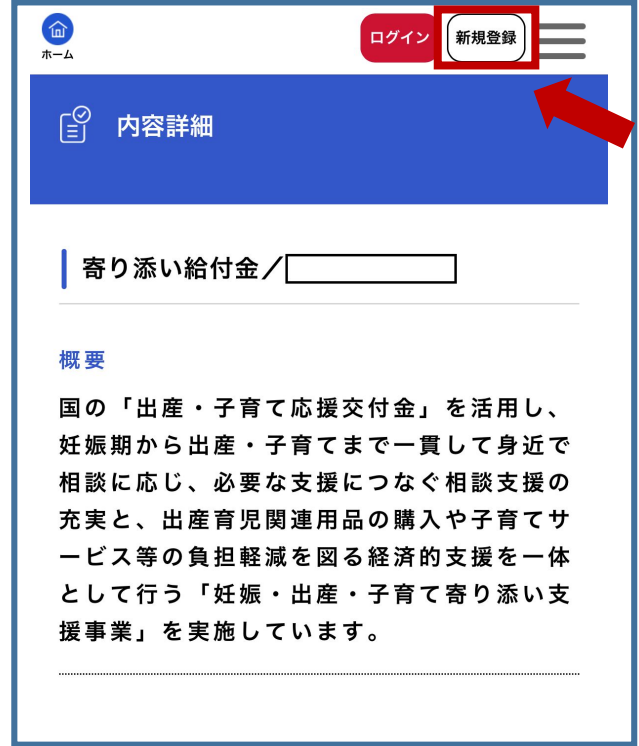 ホーム
ログイン
新規登録
内容詳細
寄り添い給付金／
概要
国の「出産・子育て応援交付金」を活用し、
妊娠期から出産・子育てまで一貫して身近で
相談に応じ、必要な支援につなぐ相談支援の
充実と、出産育児関連用品の購入や子育てサ
ービス等の負担軽減を図る経済的支援を一体
として行う「妊娠・出産・子育て寄り添い支
援事業」を実施しています。